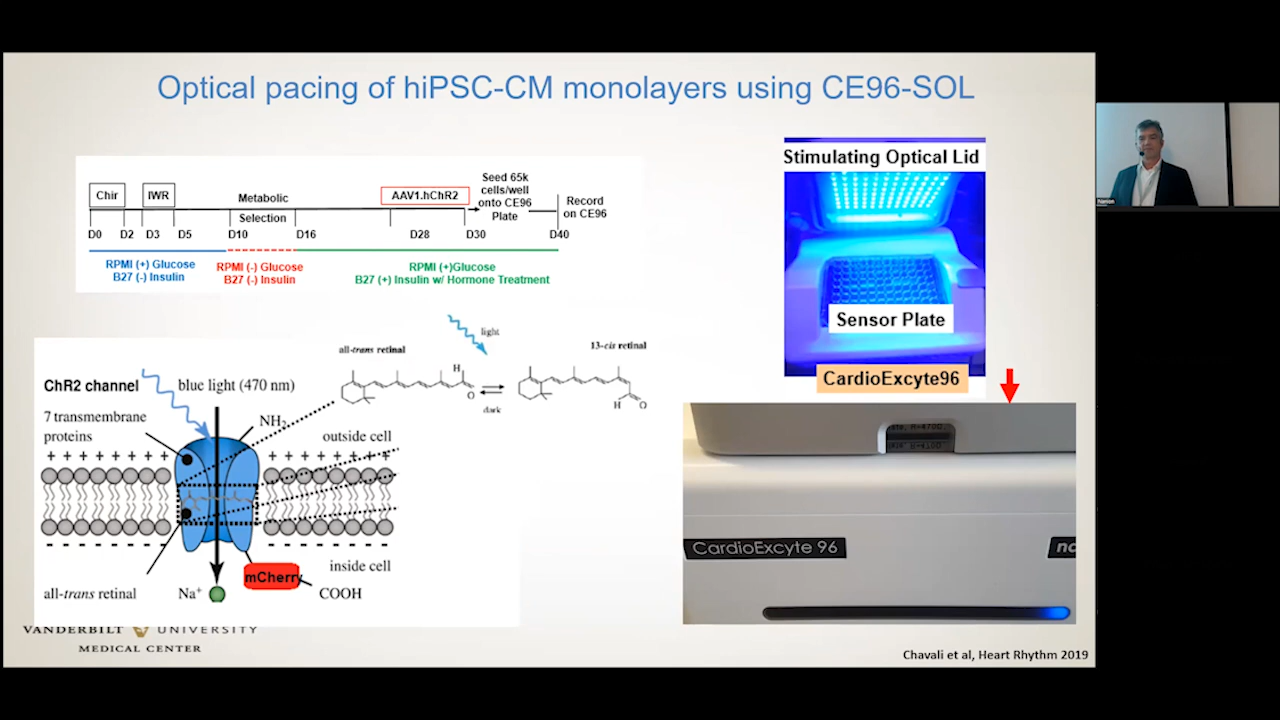 Optical pacing of hiPSC-CM monolayers using CE96-SOL
Chir
IWR
Metabolic
Selection
AAV1.hChR2
Seed 65k
cells/well
onto CE96
Plate
Record
on CE96
D0 D2 D3 D5 D10 D16 D28 D30 D40
RPMI (+) Glucose
B27 (-) Insulin
RPMI (-) Glucose
B27 (-) Insulin
RPMI (+)Glucose
B27 (+) Insulin w/ Hormone Treatment
Stimulating Optical Lid
Sensor Plate
CardioExcyte96
Nanion
light
all-trans retinal
13-cis retinal
H
O
dark
H
O
ChR2 channel
blue light (470 nm)
7 transmembrane
proteins
NH2
outside cell
+ + + + + + + + + + + + + + + + +
- - - - - - - - - - - - - - -
inside cell
mCherry
all-trans retinal
Na+
COOH
CardioExcyte 96
VANDERBILT UNIVERSITY
MEDICAL CENTER
Chavali et al, Heart Rhythm 2019